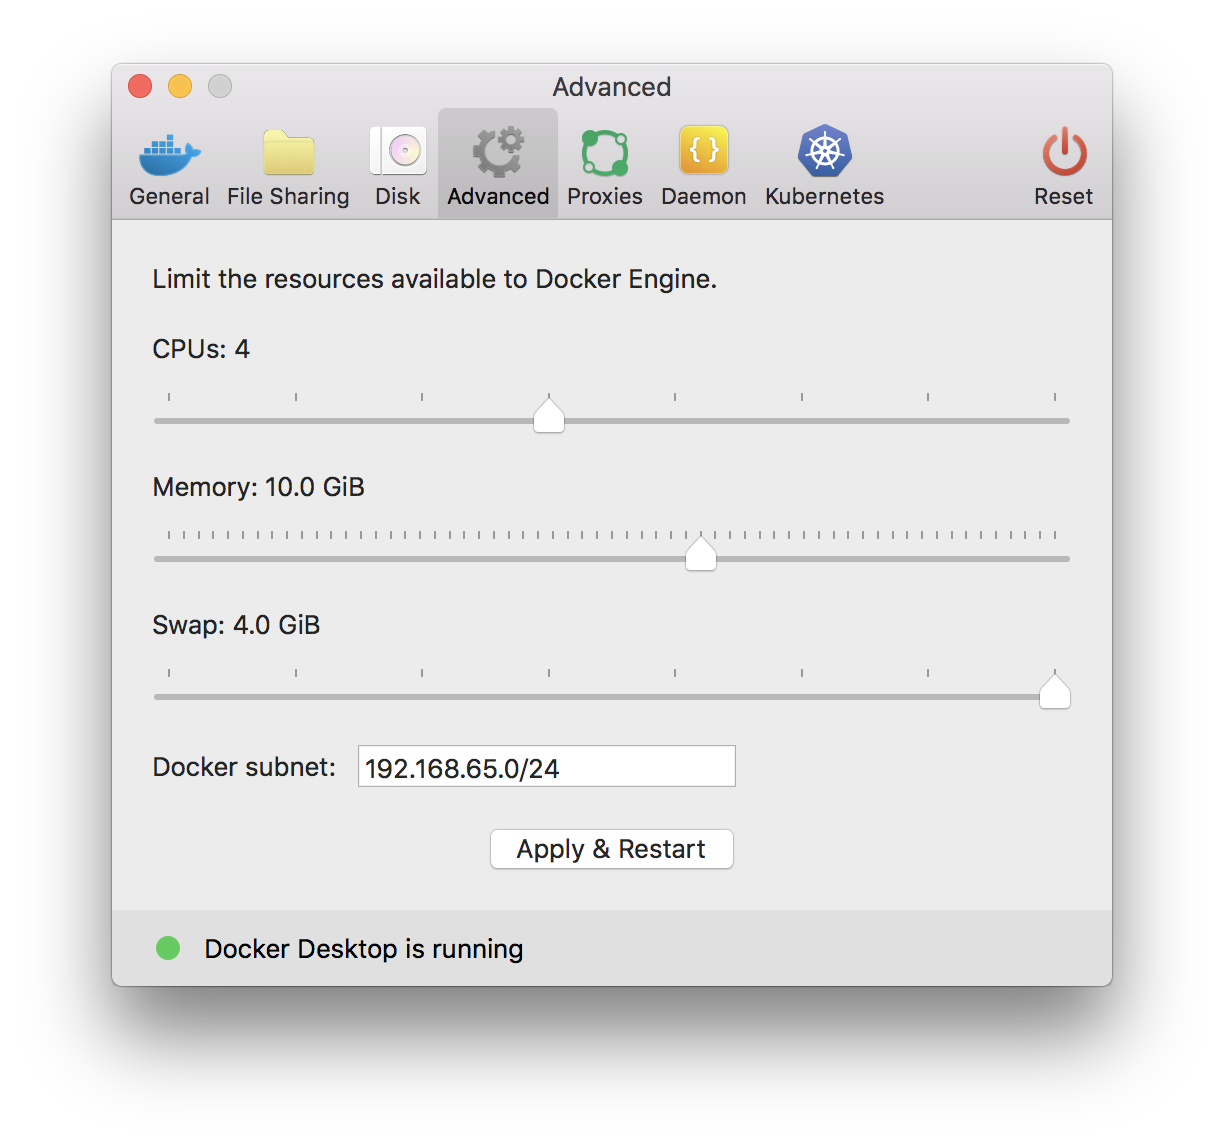 Advanced
General File Sharing Disk Advanced Proxies { } Daemon Kubernetes Reset
Limit the resources available to Docker Engine.
CPUs: 4
Memory: 10.0 GiB
Swap: 4.0 GiB
Docker subnet: 192.168.65.0/24
Apply & Restart
Docker Desktop is running